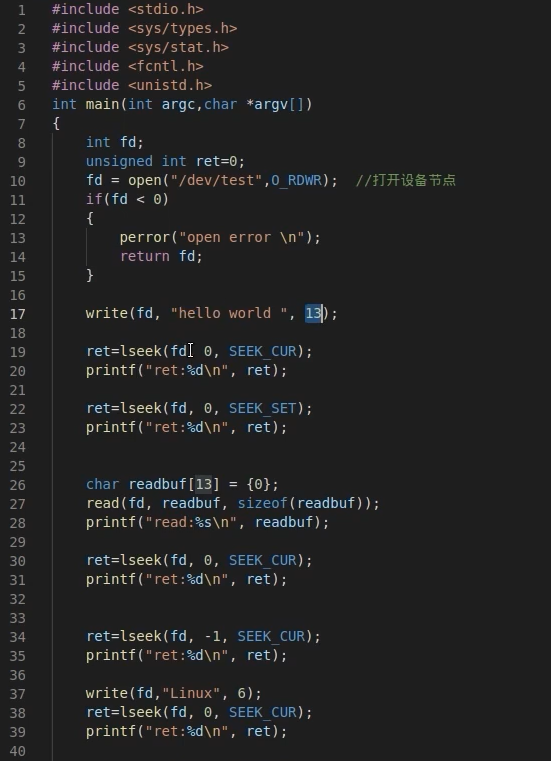 1 #include <stdio.h>
2 #include <sys/types.h>
3 #include <sys/stat.h>
4 #include <fcntl.h>
5 #include <unistd.h>
6 int main(int argc,char *argv[])
7 {
8     int fd;
9     unsigned int ret=0;
10     fd = open("/dev/test",O_RDWR);  //打开设备节点
11     if(fd < 0)
12     {
13         perror("open error \n");
14         return fd;
15     }
16
17     write(fd, "hello world ", 13);
18
19     ret=lseek(fd, 0, SEEK_CUR);
20     printf("ret:%d\n", ret);
21
22     ret=lseek(fd, 0, SEEK_SET);
23     printf("ret:%d\n", ret);
24
25
26     char readbuf[13] = {0};
27     read(fd, readbuf, sizeof(readbuf));
28     printf("read:%s\n", readbuf);
29
30     ret=lseek(fd, 0, SEEK_CUR);
31     printf("ret:%d\n", ret);
32
33
34     ret=lseek(fd, -1, SEEK_CUR);
35     printf("ret:%d\n", ret);
36
37     write(fd,"Linux", 6);
38     ret=lseek(fd, 0, SEEK_CUR);
39     printf("ret:%d\n", ret);
40